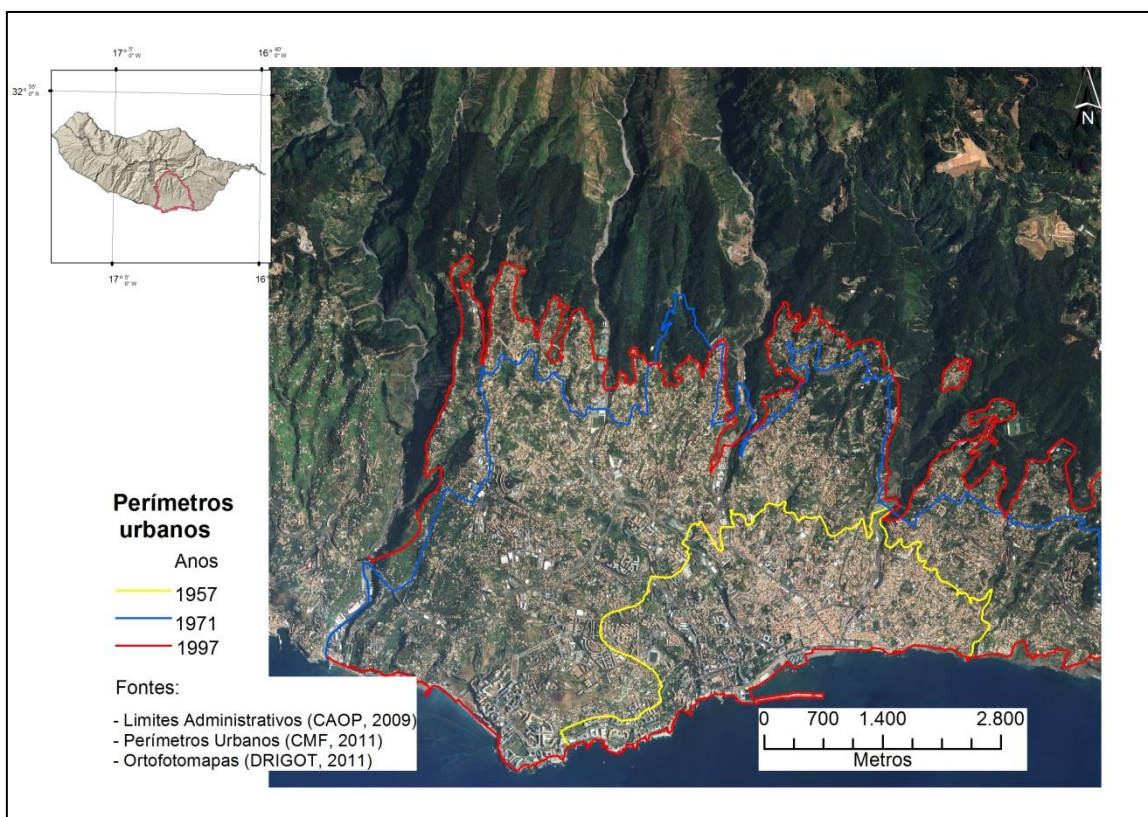 17° 5' 0" W
16° 40'
0" W
32° 55' 0" N
17° 5' 0" W
N
Perímetros
urbanos
Anos
1957
1971
1997
Fontes:
- Limites Administrativos (CAOP, 2009)
- Perímetros Urbanos (CMF, 2011)
- Ortofotomapas (DRIGOT, 2011)
0 700 1.400 2.800
Metros